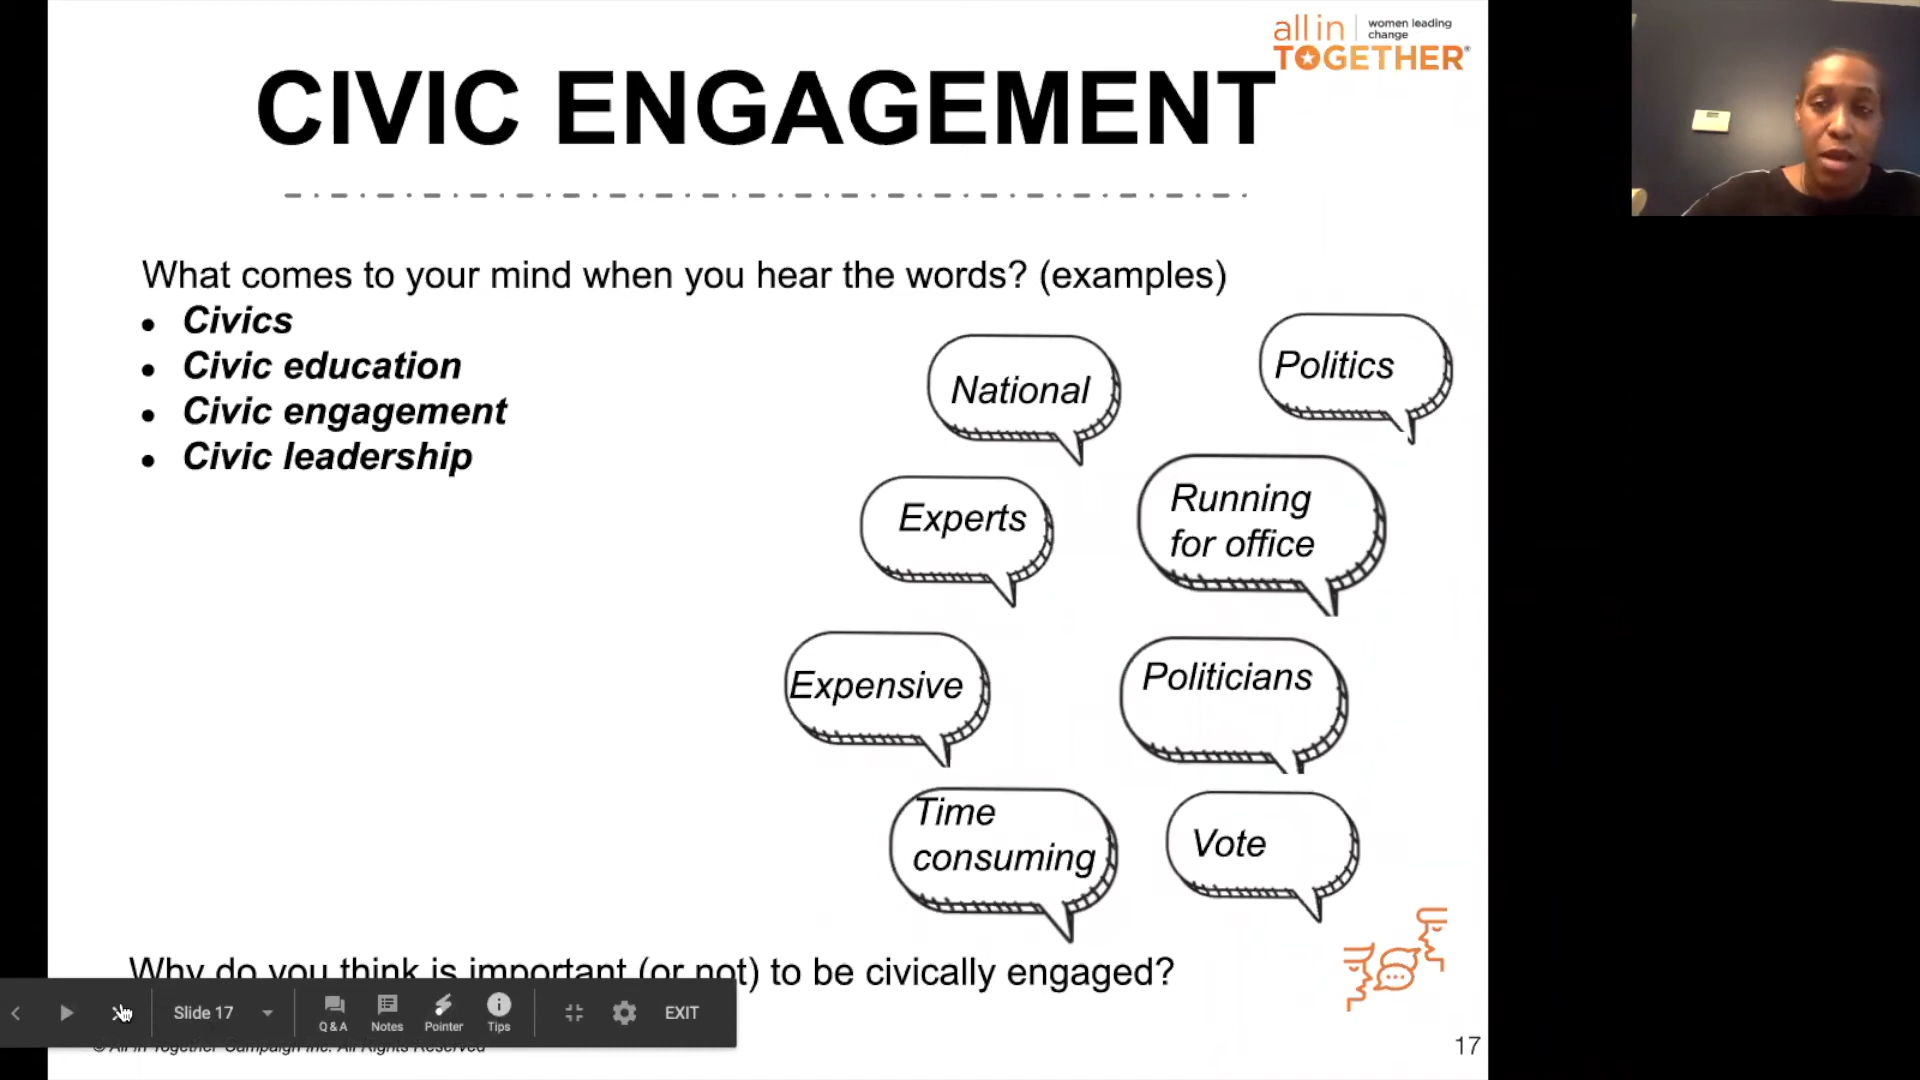 all in women leading
change
TOGETHER®
CIVIC ENGAGEMENT
What comes to your mind when you hear the words? (examples)
• Civics
• Civic education
• Civic engagement
• Civic leadership
National
Politics
Experts
Running
for office
Expensive
Politicians
Time
consuming
Vote
Why do you think is important (or not) to be civically engaged?
Slide 17
Q&A
Notes
Pointer
Tips
EXIT
© All In Together Campaign Inc. All Rights Reserved
17